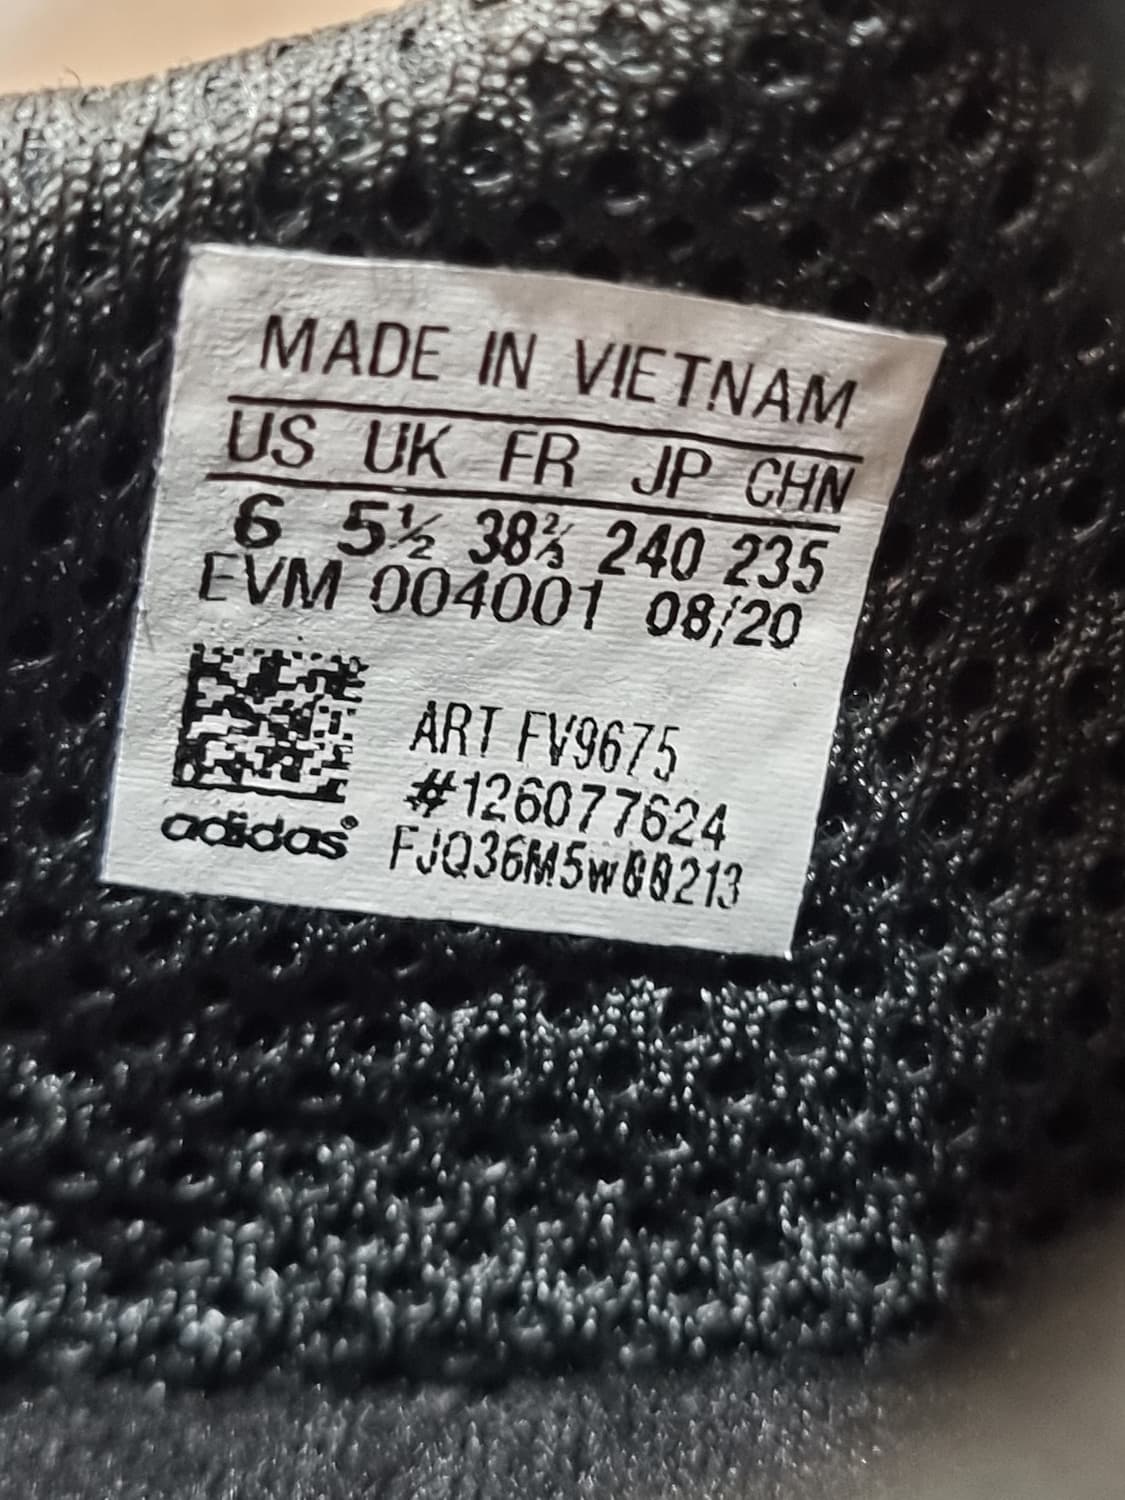 MADE IN VIETNAM
US UK FR JP CHN
6 5½ 38⅔ 240 235
EVM 004001 08/20
ART FV9675
#126077624
adidas®